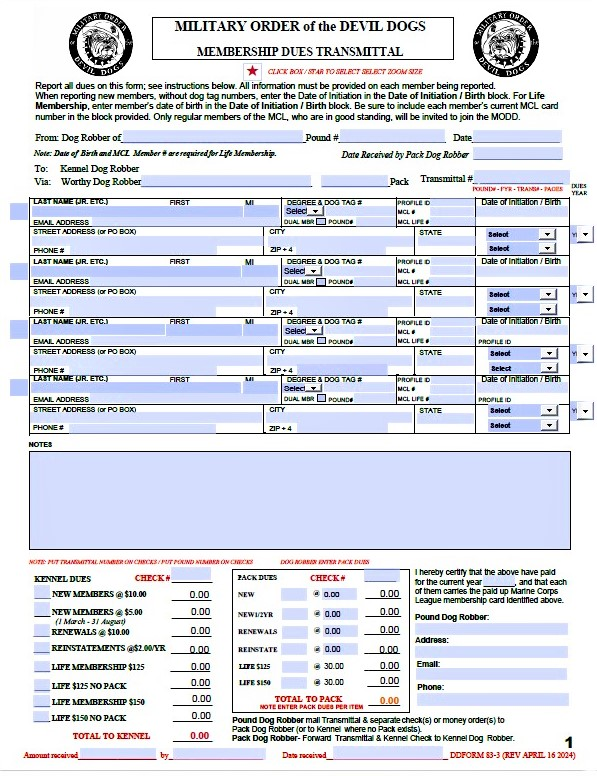 MILITARY ORDER
DEVIL DOGS
MILITARY ORDER of the DEVIL DOGS
MEMBERSHIP DUES TRANSMITTAL
MILITARY ORDER
DEVIL DOGS
CLICK BOX / STAR TO SELECT SELECT ZOOM SIZE
Report all dues on this form; see instructions below. All information must be provided on each member being reported.
When reporting new members, without dog tag numbers, enter the Date of Initiation in the Date of Initiation / Birth block. For Life
Membership, enter member's date of birth in the Date of Initiation / Birth block. Be sure to include each member's current MCL card
number in the block provided. Only regular members of the MCL, who are in good standing, will be invited to join the MODD.
From: Dog Robber of Pound # Date
Note: Date of Birth and MCL Member # are required for Life Membership. Date Received by Pack Dog Robber
To: Kennel Dog Robber
Via: Worthy Dog Robber Pack Transmittal #
POUND# - FYR - TRANS# - PAGES DUES
YEAR
LAST NAME (JR. ETC.) FIRST MI DEGREE & DOG TAG # PROFILE ID Date of Initiation / Birth
Select MCL #
EMAIL ADDRESS DUAL MBR POUND# MCL LIFE #
STREET ADDRESS (or PO BOX) CITY STATE Select Y
PHONE # ZIP + 4 Select
LAST NAME (JR. ETC.) FIRST MI DEGREE & DOG TAG # PROFILE ID Date of Initiation / Birth
Select MCL #
EMAIL ADDRESS DUAL MBR POUND# MCL LIFE #
STREET ADDRESS (or PO BOX) CITY STATE Select Y
PHONE # ZIP + 4 Select
LAST NAME (JR. ETC.) FIRST MI DEGREE & DOG TAG # PROFILE ID Date of Initiation / Birth
Select MCL #
EMAIL ADDRESS DUAL MBR POUND# MCL LIFE # PROFILE ID
STREET ADDRESS (or PO BOX) CITY STATE Select Y
PHONE # ZIP + 4 Select
LAST NAME (JR. ETC.) FIRST MI DEGREE & DOG TAG # PROFILE ID Date of Initiation / Birth
Select MCL #
EMAIL ADDRESS DUAL MBR POUND# MCL LIFE # PROFILE ID
STREET ADDRESS (or PO BOX) CITY STATE Select Y
PHONE # ZIP + 4 Select
NOTES
NOTE: PUT TRANSMITTAL NUMBER ON CHECKS / PUT POUND NUMBER ON CHECKS DOG ROBBER ENTER PACK DUES
KENNEL DUES CHECK #
NEW MEMBERS @ $10.00 0.00
NEW MEMBERS @ $5.00 0.00
(1 March - 31 August)
RENEWALS @ $10.00 0.00
REINSTATEMENTS @$2.00/YR 0.00
LIFE MEMBERSHIP $125 0.00
LIFE $125 NO PACK 0.00
LIFE MEMBERSHIP $150 0.00
LIFE $150 NO PACK 0.00
TOTAL TO KENNEL 0.00
PACK DUES CHECK #
NEW @ 0.00 0.00
NEW1/2YR @ 0.00 0.00
RENEWALS @ 0.00 0.00
REINSTATE @ 0.00 0.00
LIFE $125 @ 30.00 0.00
LIFE $150 @ 30.00 0.00
TOTAL TO PACK 0.00
NOTE ENTER PACK DUES PER ITEM
I hereby certify that the above have paid
for the current year , and that each
of them carries the paid up Marine Corps
League membership card identified above.
Pound Dog Robber:
Address:
Email:
Phone:
Pound Dog Robber mail Transmittal & separate check(s) or money order(s) to
Pack Dog Robber (or to Kennel where no Pack exists).
Pack Dog Robber- Forward Transmittal & Kennel Check to Kennel Dog Robber.
1
Amount received by Date received DDFORM 83-3 (REV APRIL 16 2024)